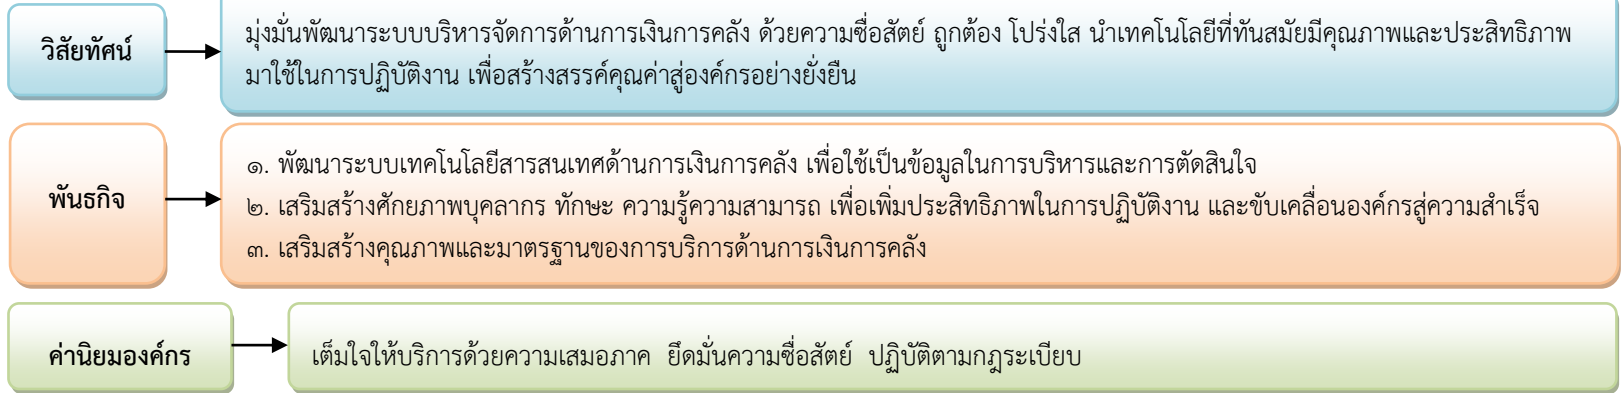 วิสัยทัศน์
มุ่งมั่นพัฒนาระบบบริหารจัดการด้านการเงินการคลัง ด้วยความซื่อสัตย์ ถูกต้อง โปร่งใส นำเทคโนโลยีที่ทันสมัยมีคุณภาพและประสิทธิภาพ
มาใช้ในการปฏิบัติงาน เพื่อสร้างสรรค์คุณค่าสู่องค์กรอย่างยั่งยืน
พันธกิจ
๑. พัฒนาระบบเทคโนโลยีสารสนเทศด้านการเงินการคลัง เพื่อใช้เป็นข้อมูลในการบริหารและการตัดสินใจ
๒. เสริมสร้างศักยภาพบุคลากร ทักษะ ความรู้ความสามารถ เพื่อเพิ่มประสิทธิภาพในการปฏิบัติงาน และขับเคลื่อนองค์กรสู่ความสำเร็จ
๓. เสริมสร้างคุณภาพและมาตรฐานของการบริการด้านการเงินการคลัง
ค่านิยมองค์กร
เต็มใจให้บริการด้วยความเสมอภาค ยึดมั่นความซื่อสัตย์ ปฏิบัติตามกฎระเบียบ